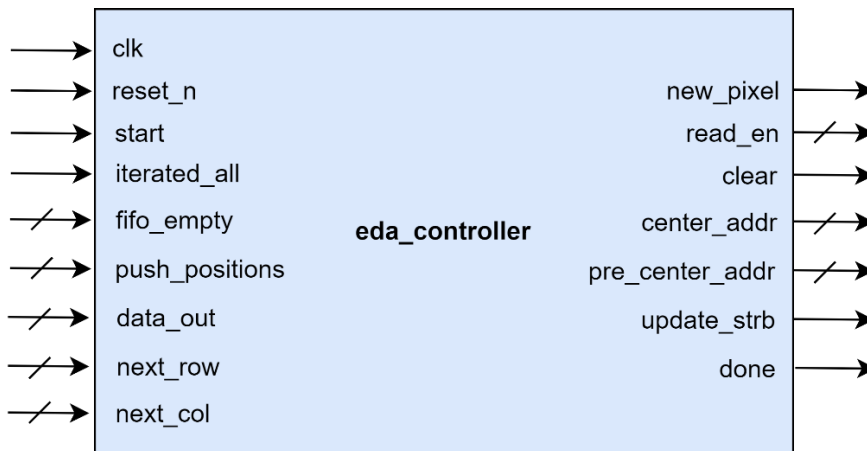 clk
reset_n
start
iterated_all
fifo_empty
push_positions
data_out
next_row
next_col
eda_controller
new_pixel
read_en
clear
center_addr
pre_center_addr
update_strb
done